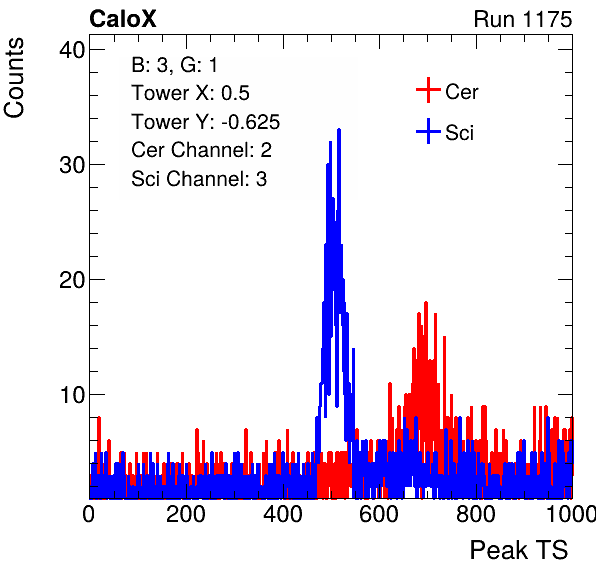 CaloX Run 1175
Counts
40
30
20
10
B: 3, G: 1
Tower X: 0.5
Tower Y: -0.625
Cer Channel: 2
Sci Channel: 3
Cer
Sci
0 200 400 600 800 1000
Peak TS